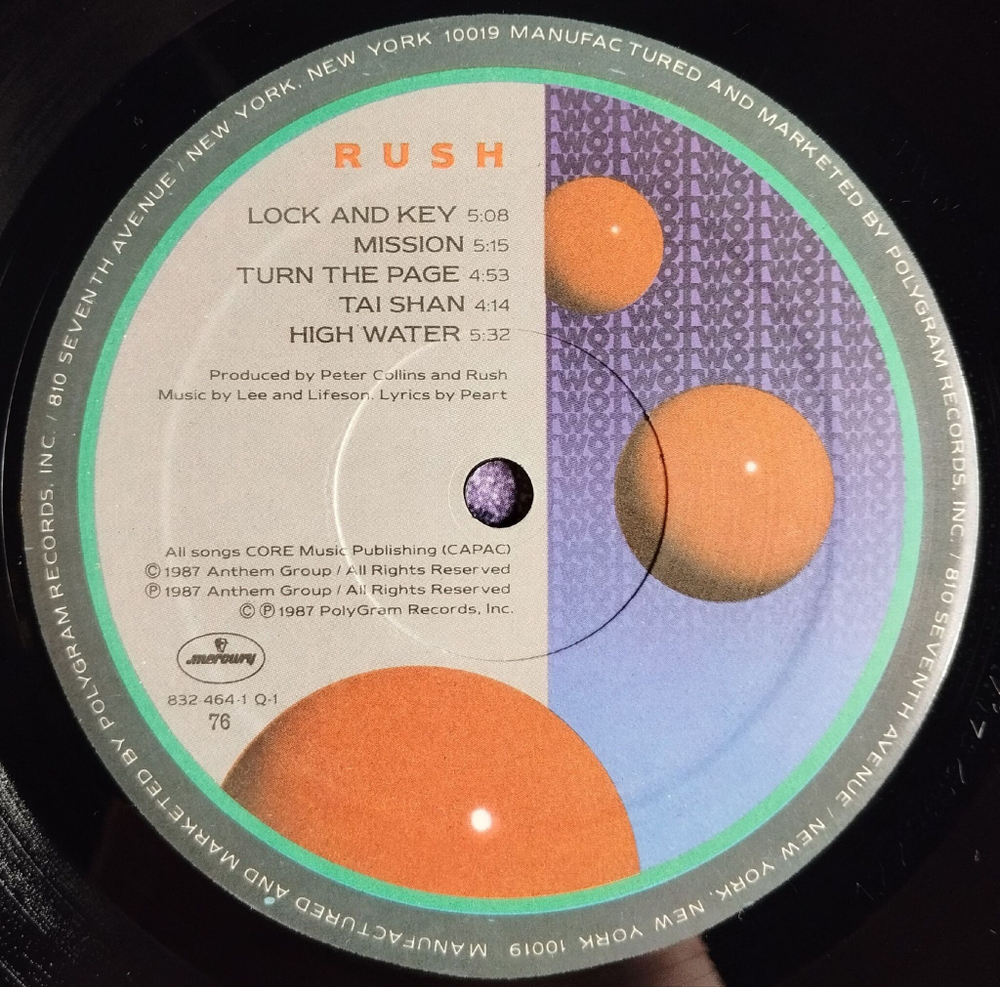 RUSH
LOCK AND KEY 5:08
MISSION 5:15
TURN THE PAGE 4:53
TAI SHAN 4:14
HIGH WATER 5:32
Produced by Peter Collins and Rush
Music by Lee and Lifeson. Lyrics by Peart
All songs CORE Music Publishing (CAPAC)
© 1987 Anthem Group / All Rights Reserved
℗ 1987 Anthem Group / All Rights Reserved
© ℗ 1987 PolyGram Records, Inc.
mercury
832 464-1 Q-1
76
MANUFACTURED AND MARKETED BY POLYGRAM RECORDS, INC. / 810 SEVENTH AVENUE / NEW YORK, NEW YORK 10019
MANUFACTURED AND MARKETED BY POLYGRAM RECORDS, INC. / 810 SEVENTH AVENUE / NEW YORK, NEW YORK 10019